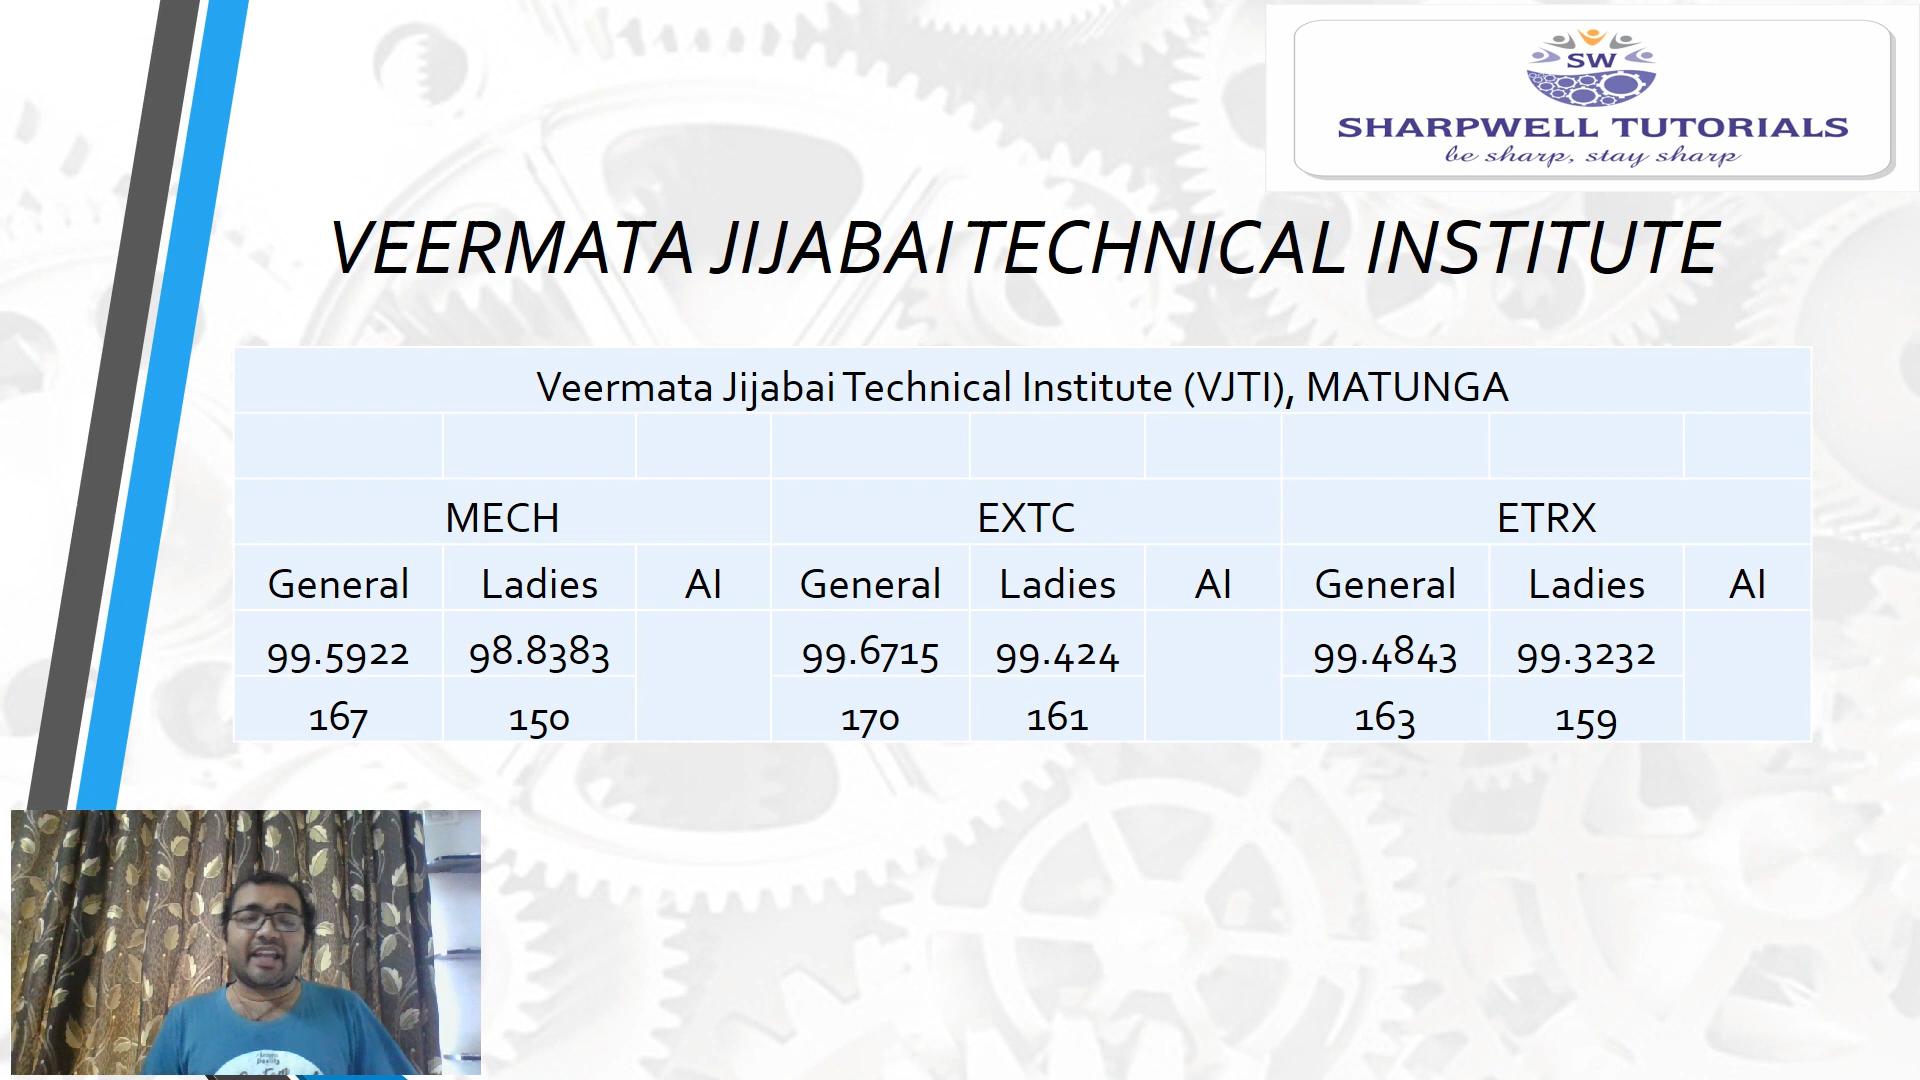 SW
SHARPWELL TUTORIALS
be sharp, stay sharp
VEERMATA JIJABAI TECHNICAL INSTITUTE
Veermata Jijabai Technical Institute (VJTI), MATUNGA
MECH EXTC ETRX
General Ladies AI General Ladies AI General Ladies AI
99.5922 98.8383 99.6715 99.424 99.4843 99.3232
167 150 170 161 163 159